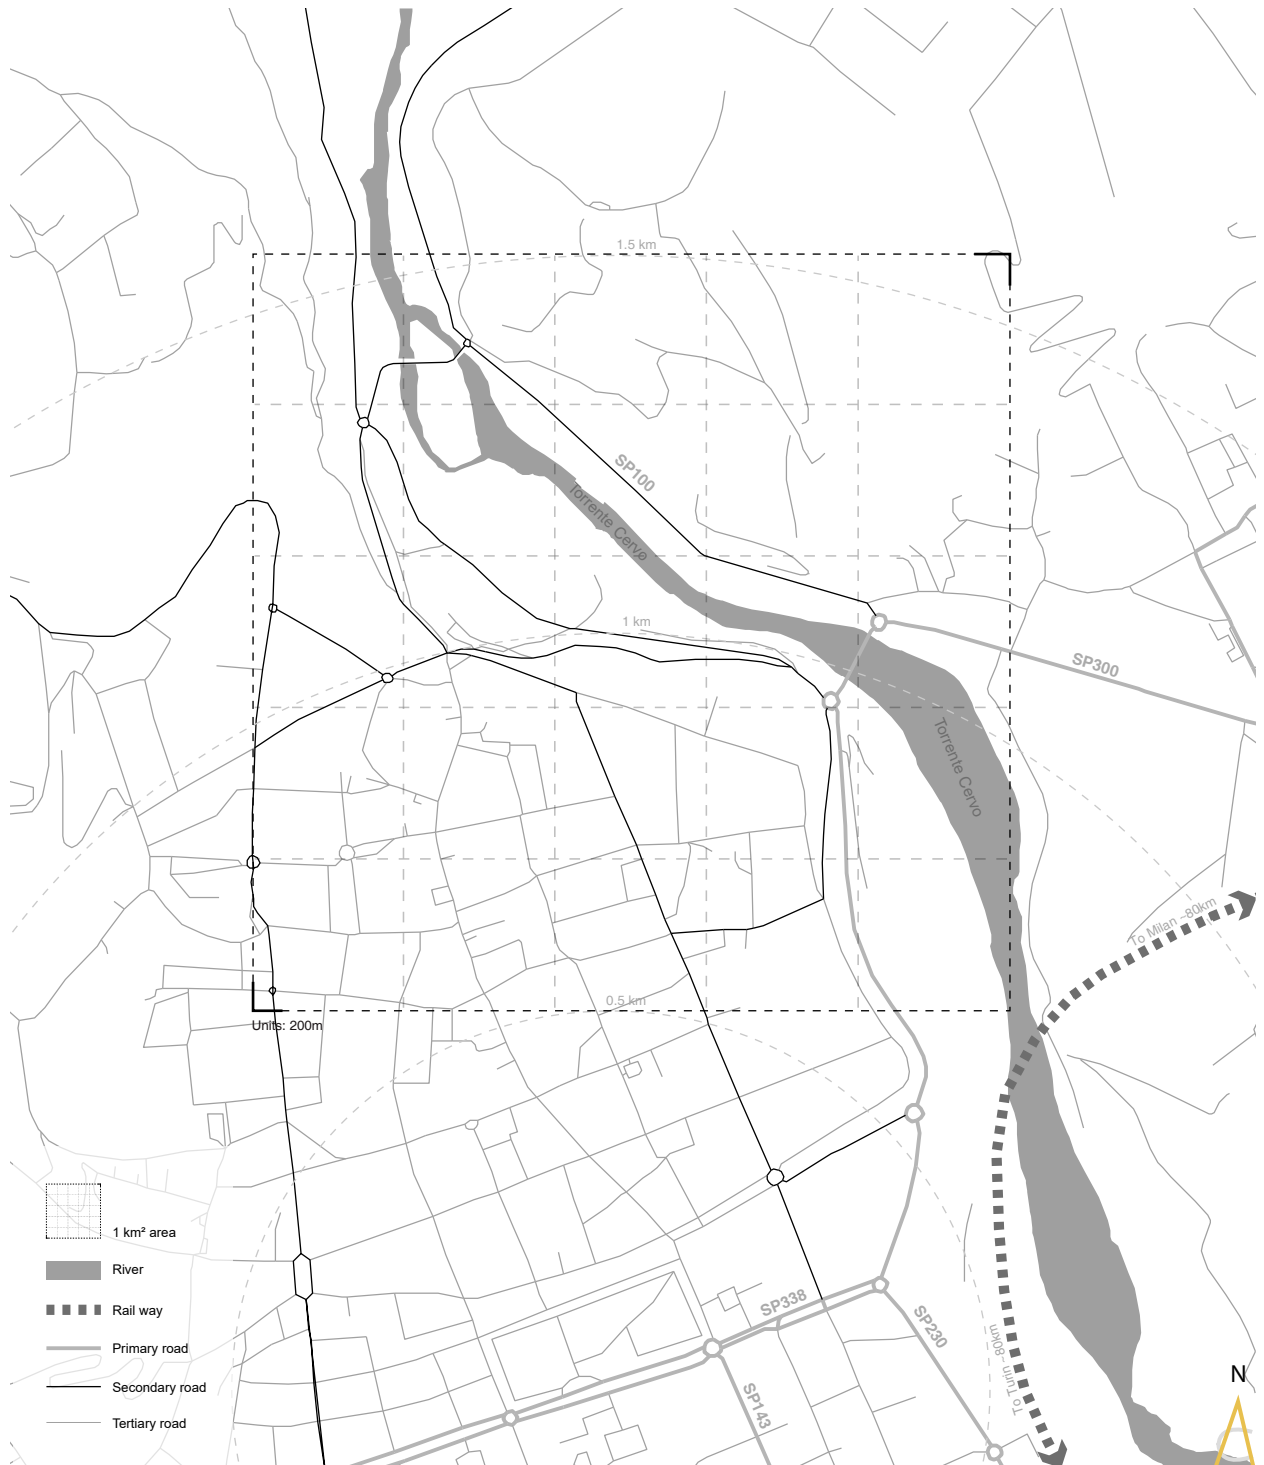 1.5 km
SP100
Torrente Cervo
1 km
SP300
Torrente Cervo
To Milan ~80km
0.5 km
Units: 200m
1 km² area
River
Rail way
Primary road
Secondary road
Tertiary road
SP338
SP230
SP143
To Turin ~80km
N